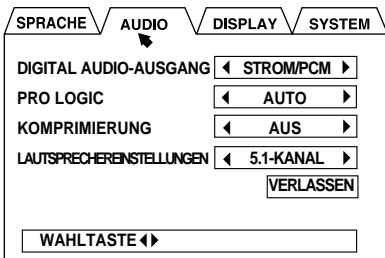 SPRACHE AUDIO DISPLAY SYSTEM
DIGITAL AUDIO-AUSGANG ◀ STROM/PCM ▶
PRO LOGIC ◀ AUTO ▶
KOMPRIMIERUNG ◀ AUS ▶
LAUTSPRECHEREINSTELLUNGEN ◀ 5.1-KANAL ▶
VERLASSEN
WAHLTASTE ◀▶